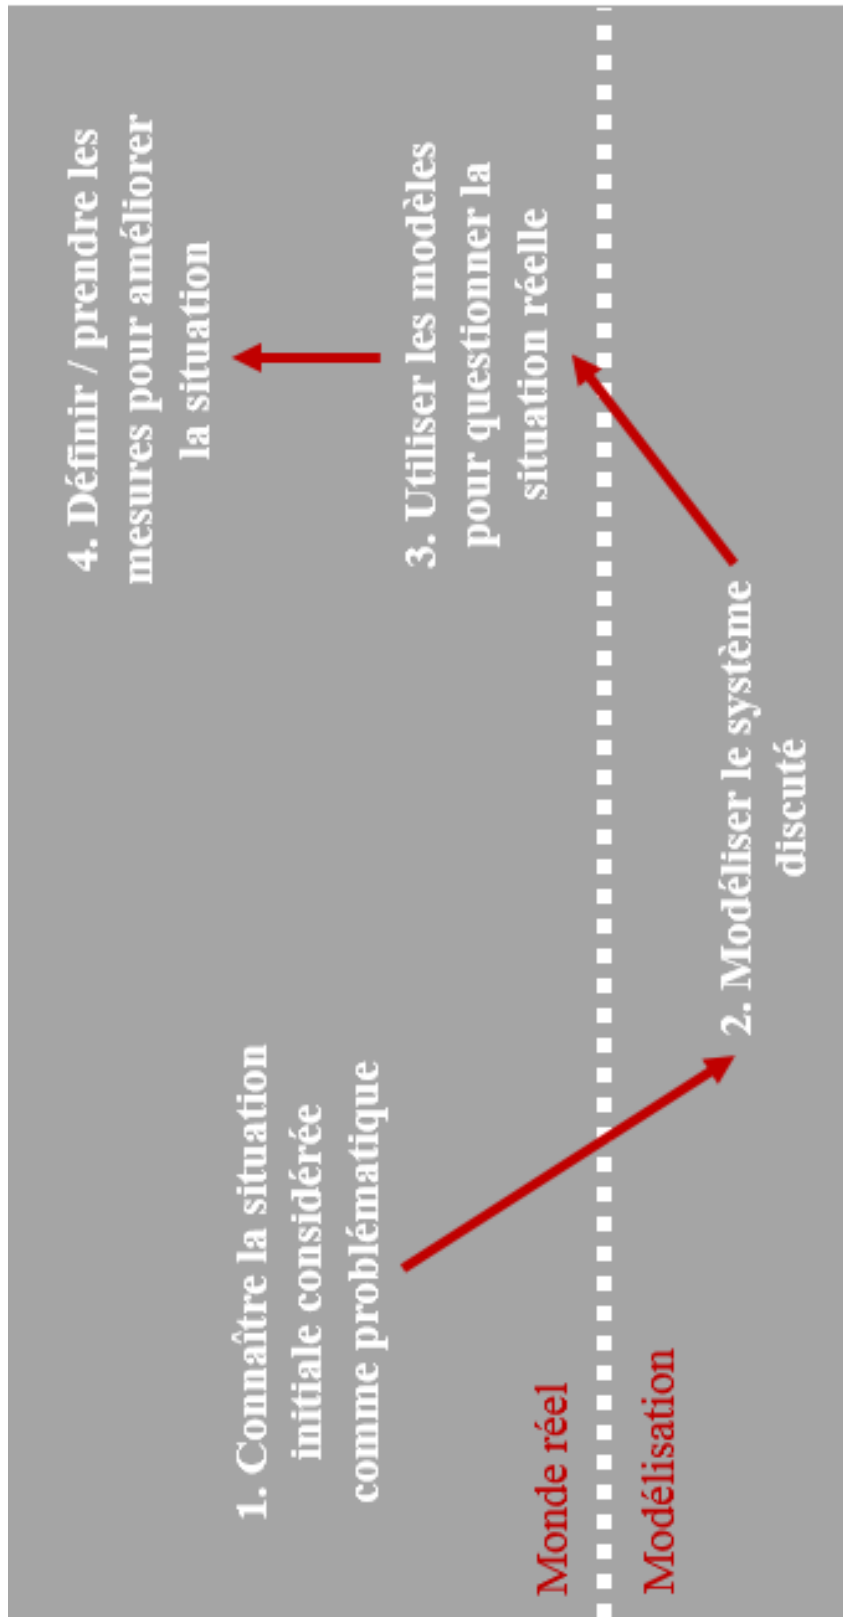 1. Connaître la situation
initiale considérée
comme problématique
2. Modéliser le système
discuté
3. Utiliser les modèles
pour questionner la
situation réelle
4. Définir / prendre les
mesures pour améliorer
la situation
Monde réel
Modélisation